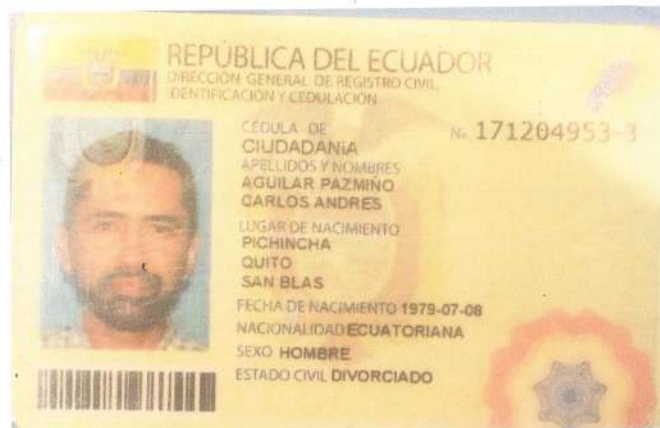 REPÚBLICA DEL ECUADOR
DIRECCIÓN GENERAL DE REGISTRO CIVIL,
IDENTIFICACIÓN Y CEDULACIÓN
CÉDULA DE No. 171204953-3
CIUDADANÍA
APELLIDOS Y NOMBRES
AGUILAR PAZMIÑO
CARLOS ANDRES
LUGAR DE NACIMIENTO
PICHINCHA
QUITO
SAN BLAS
FECHA DE NACIMIENTO 1979-07-08
NACIONALIDAD ECUATORIANA
SEXO HOMBRE
ESTADO CIVIL DIVORCIADO